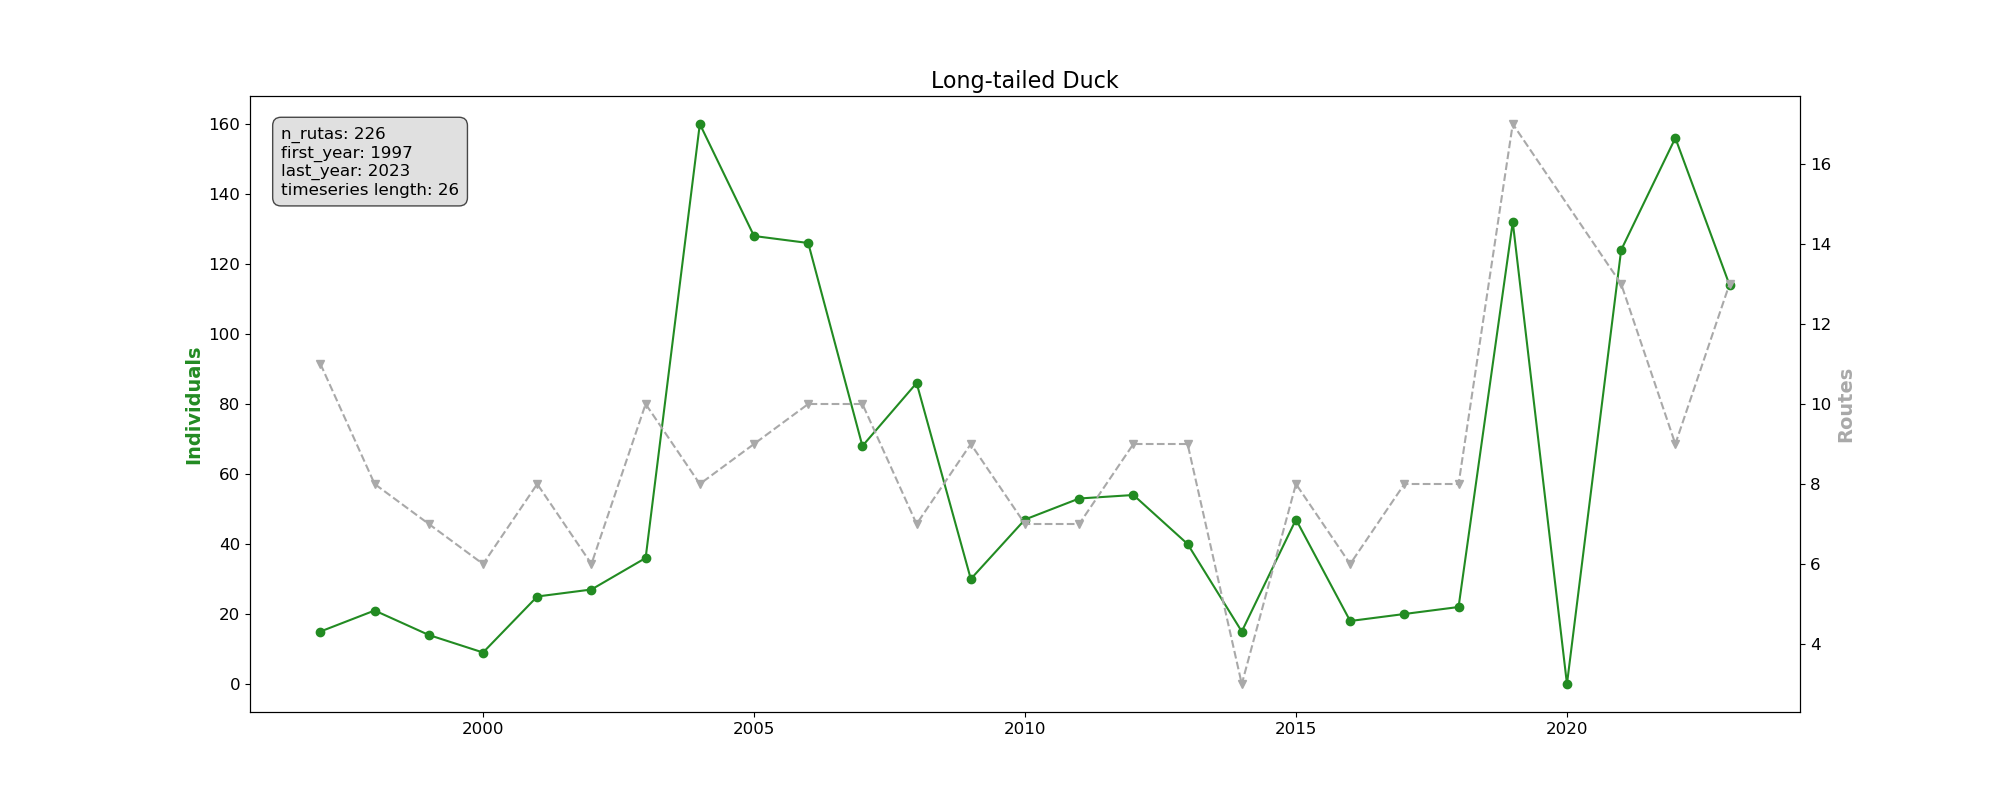 Long-tailed Duck
n_rutas: 226
first_year: 1997
last_year: 2023
timeseries length: 26
Individuals
160
140
120
100
80
60
40
20
0
2000 2005 2010 2015 2020
16
14
12
10
8
6
4
Routes